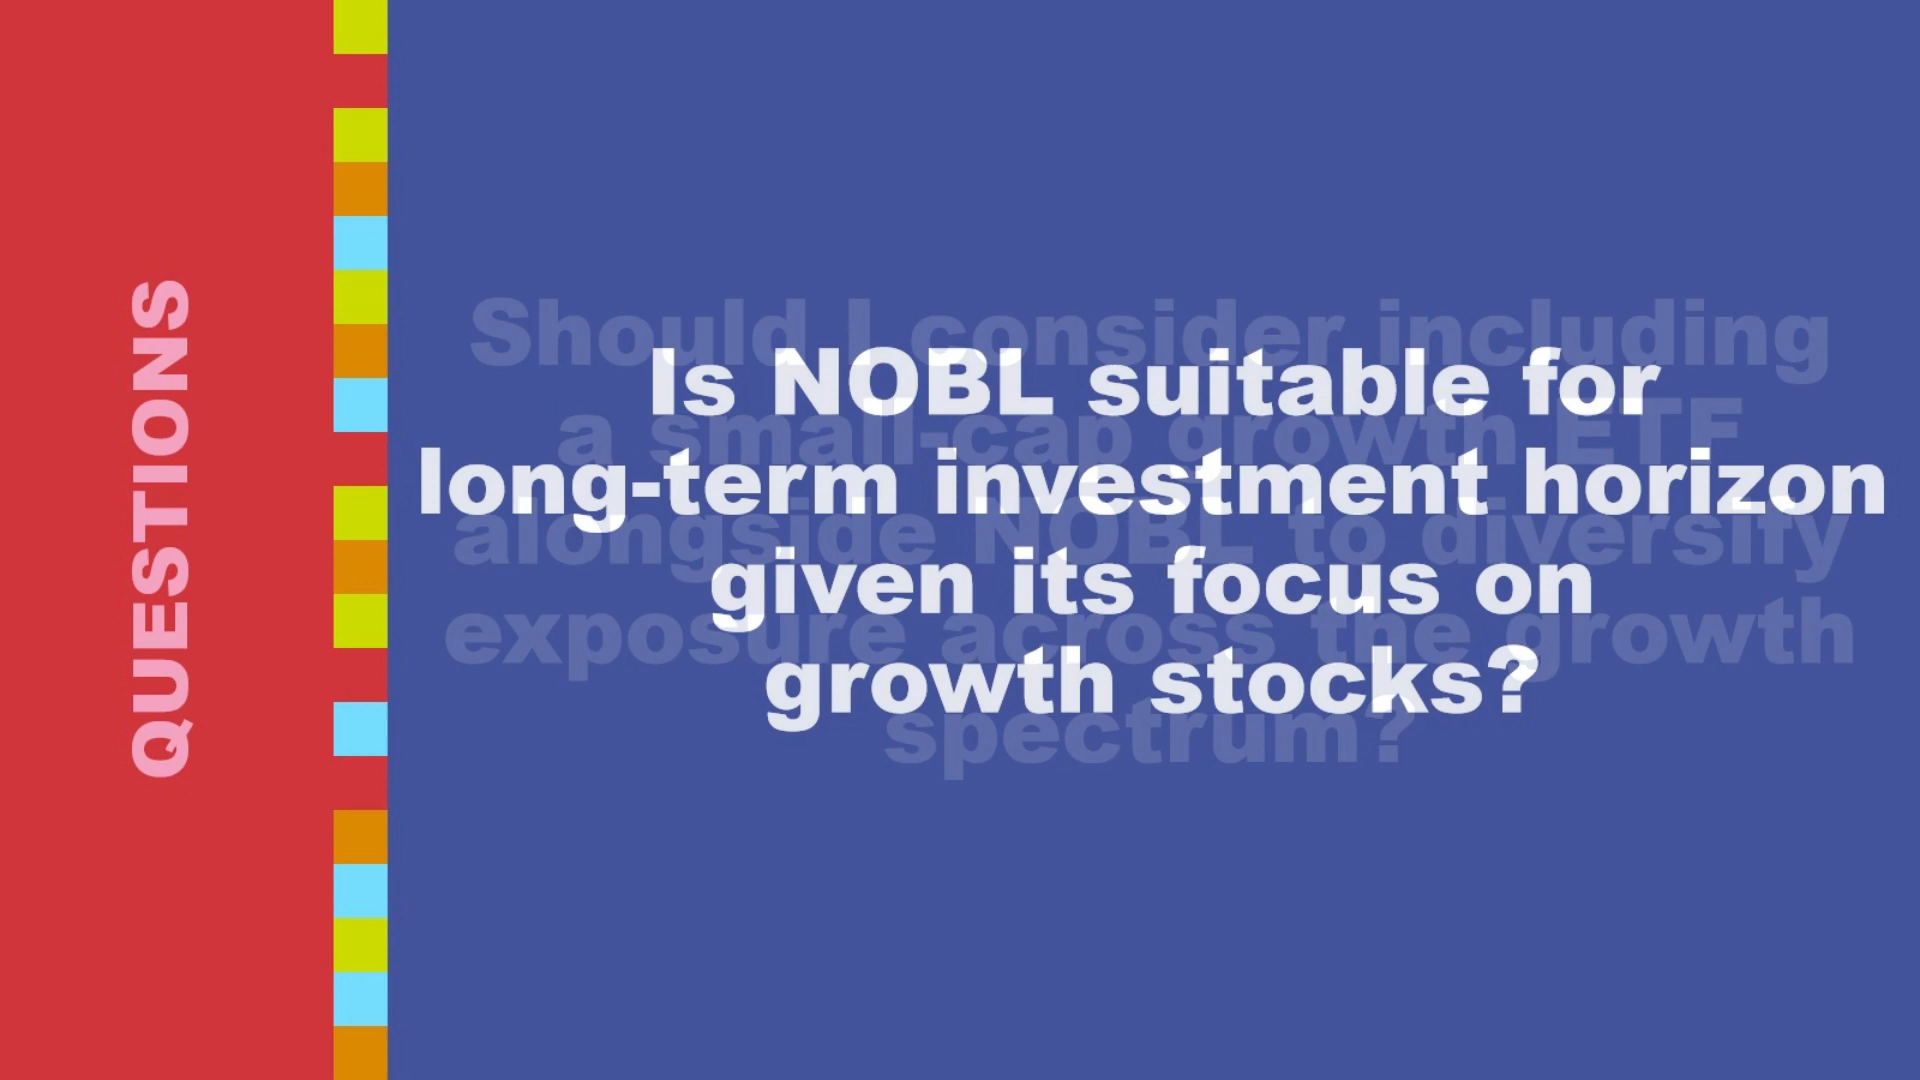 QUESTIONS
Is NOBL suitable for
long-term investment horizon
given its focus on
growth stocks?
Should I consider including
a small-cap growth ETF
alongside NOBL to diversify
exposure across the growth
spectrum?